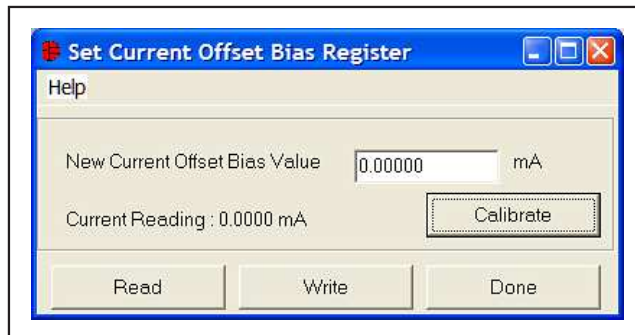 Set Current Offset Bias Register
Help
New Current Offset Bias Value 0.00000 mA
Current Reading : 0.0000 mA Calibrate
Read Write Done